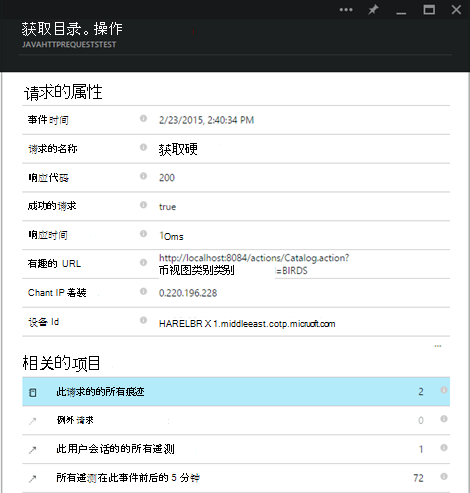 获取目录。操作
JAVAHTTPREQUESTSTEST
请求的属性
事件时间 2/23/2015, 2:40:34 PM
请求的名称 获取硬
响应代码 200
成功的请求 true
响应时间 10ms
有趣的 URL http://localhost:8084/actions/Catalog.action?
币视图类别类别 =BIRDS
Chant IP 着装 0.220.196.228
设备 Id HARELBR X 1.middleeast.cotp.micruoft.com
相关的项目
此请求的的所有痕迹 2
例外请求 0
此用户会话的的所有遥测 1
所有遥测在此事件前后的 5 分钟 72